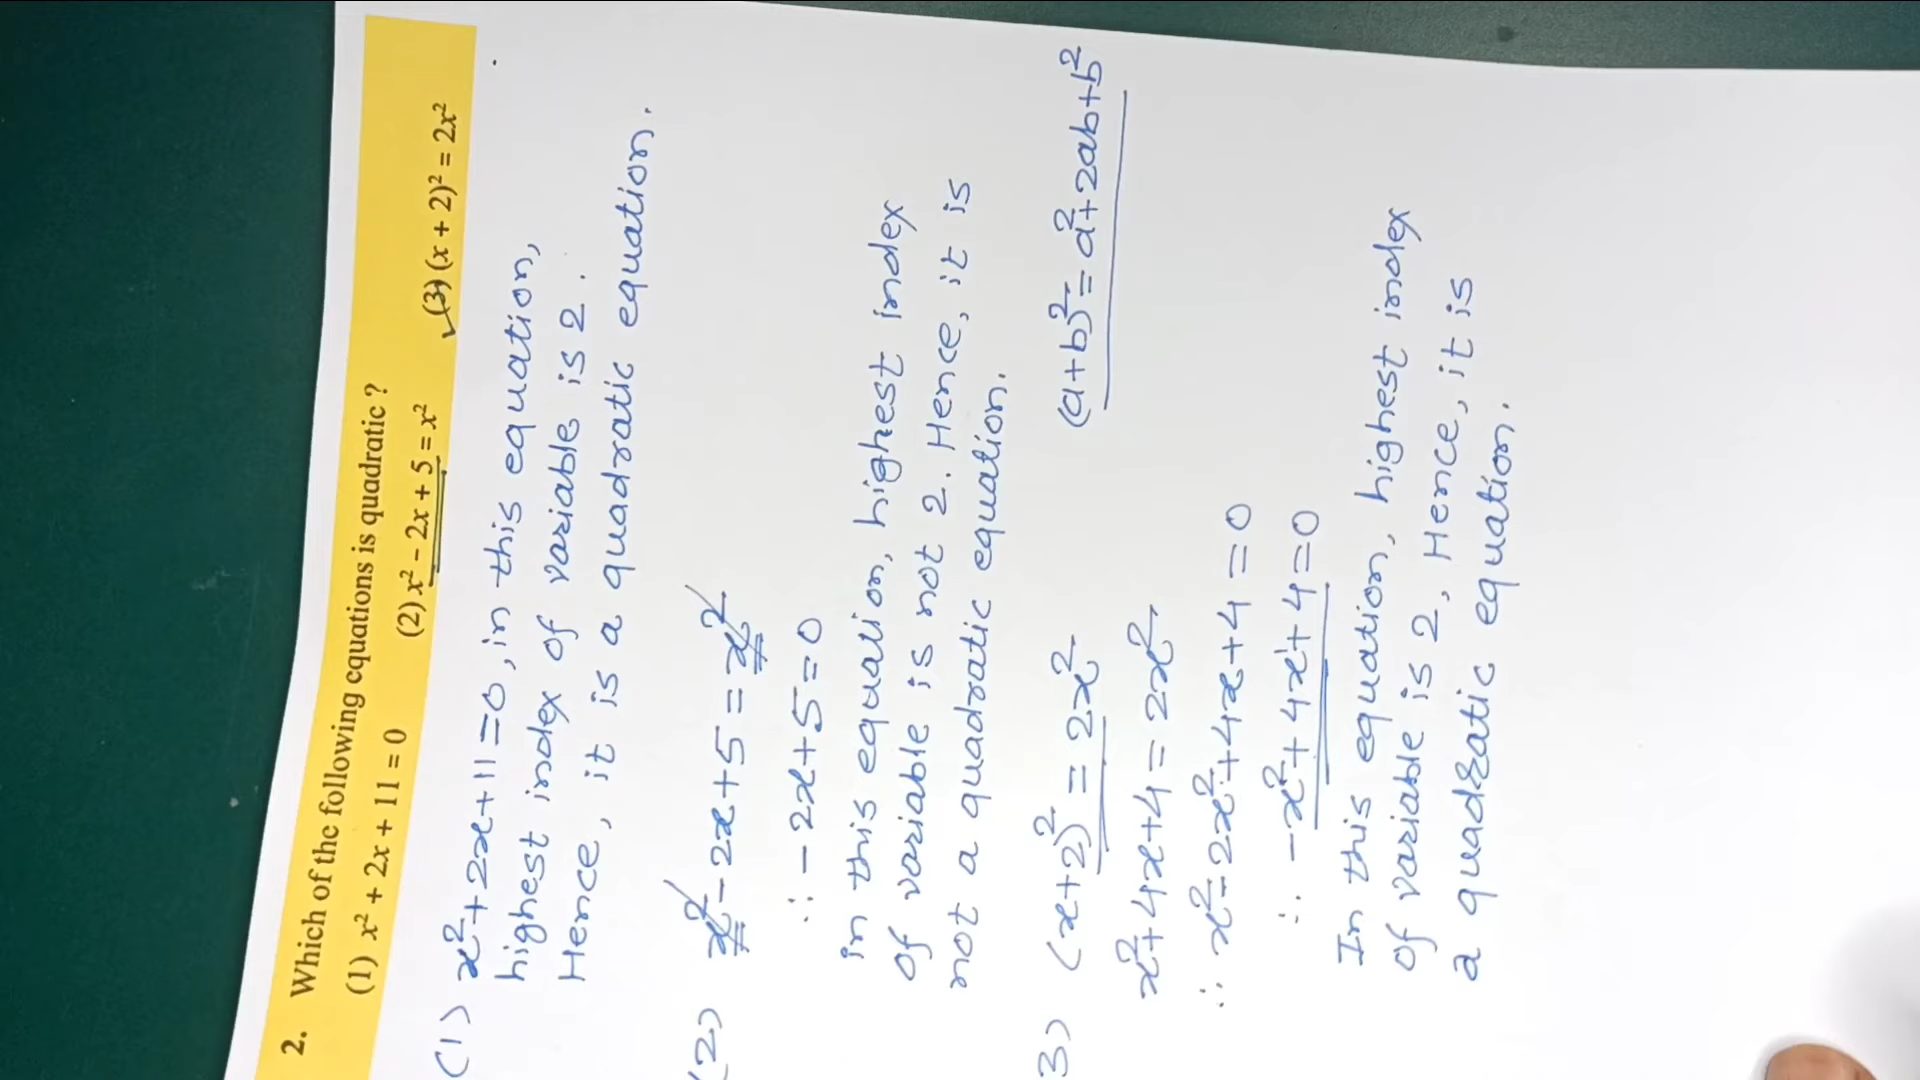 2. Which of the following equations is quadratic ?
(1) x² + 2x + 11 = 0 (2) x² - 2x + 5 = x² (3) (x + 2)² = 2x²
(1) x²+2x+11=0, in this equation,
highest index of variable is 2.
Hence, it is a quadratic equation.
(2) x²-2x+5=x²
∴ -2x+5=0
in this equation, highest index
of variable is not 2. Hence, it is
not a quadratic equation.
3) (x+2)²=2x² (a+b)²=a²+2ab+b²
x²+4x+4=2x²
∴ x²-2x²+4x+4=0
∴ -x²+4x+4=0
In this equation, highest index
of variable is 2, Hence, it is
a quadratic equation.